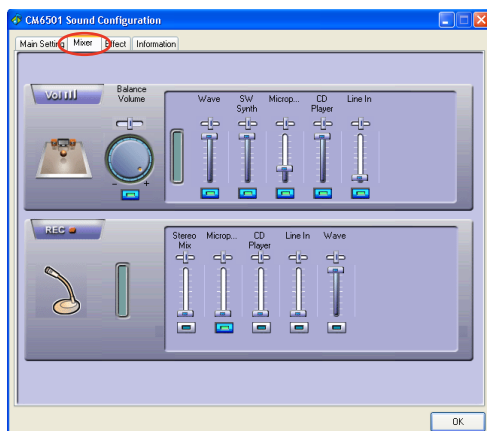 CM6501 Sound Configuration
Main Setting Mixer Effect Information
Vol
Balance Volume
Wave SW Synth Microp... CD Player Line In
- +
REC
Stereo Mix Microp... CD Player Line In Wave
OK